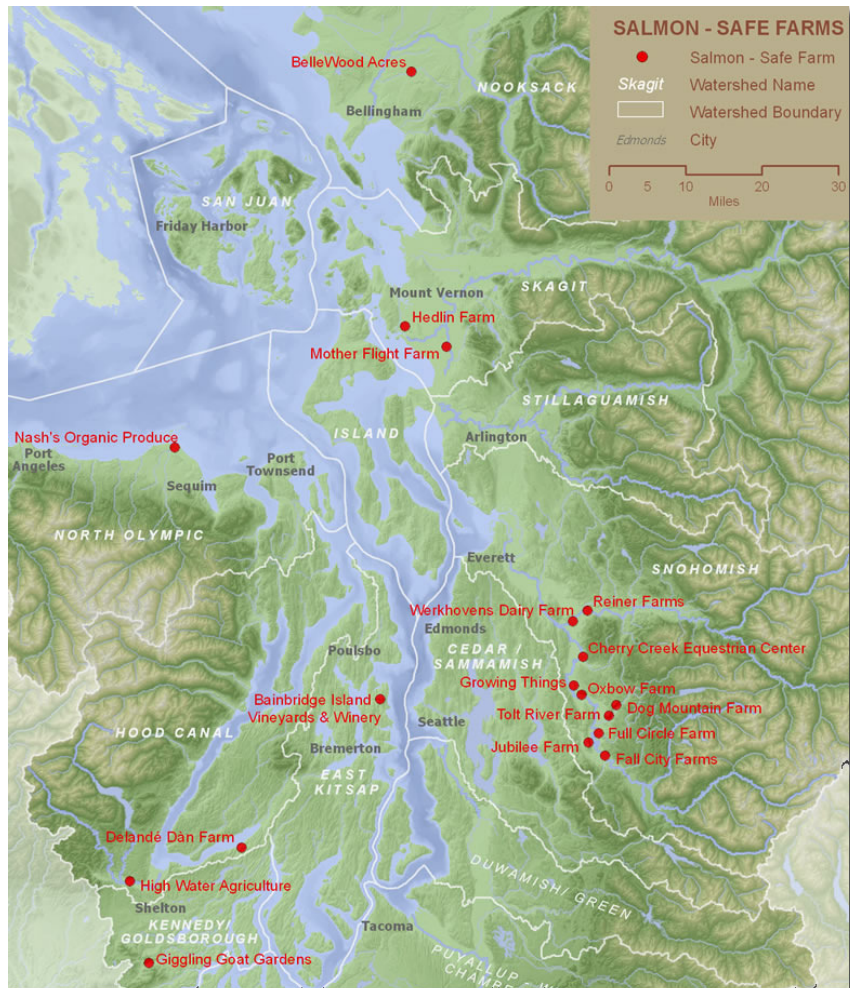 SALMON - SAFE FARMS
Salmon - Safe Farm
Skagit Watershed Name
Watershed Boundary
Edmonds City
0 5 10 20 30
Miles
BelleWood Acres
NOOKSACK
Bellingham
SAN JUAN
Friday Harbor
SKAGIT
Mount Vernon
Hedlin Farm
Mother Flight Farm
STILLAGUAMISH
ISLAND
Arlington
Nash's Organic Produce
Port
Angeles
Port
Townsend
Sequim
NORTH OLYMPIC
Everett
SNOHOMISH
Reiner Farms
Werkhovens Dairy Farm
Edmonds
Poulsbo
CEDAR /
SAMMAMISH
Cherry Creek Equestrian Center
Growing Things
Oxbow Farm
Bainbridge Island
Vineyards & Winery
Dog Mountain Farm
Tolt River Farm
Seattle
HOOD CANAL
Full Circle Farm
Bremerton
Jubilee Farm
Fall City Farms
EAST
KITSAP
Delandé Dàn Farm
High Water Agriculture
DUWAMISH/ GREEN
Shelton
KENNEDY/
GOLDSBOROUGH
Tacoma
Giggling Goat Gardens
PUYALLUP - W
CHAMB